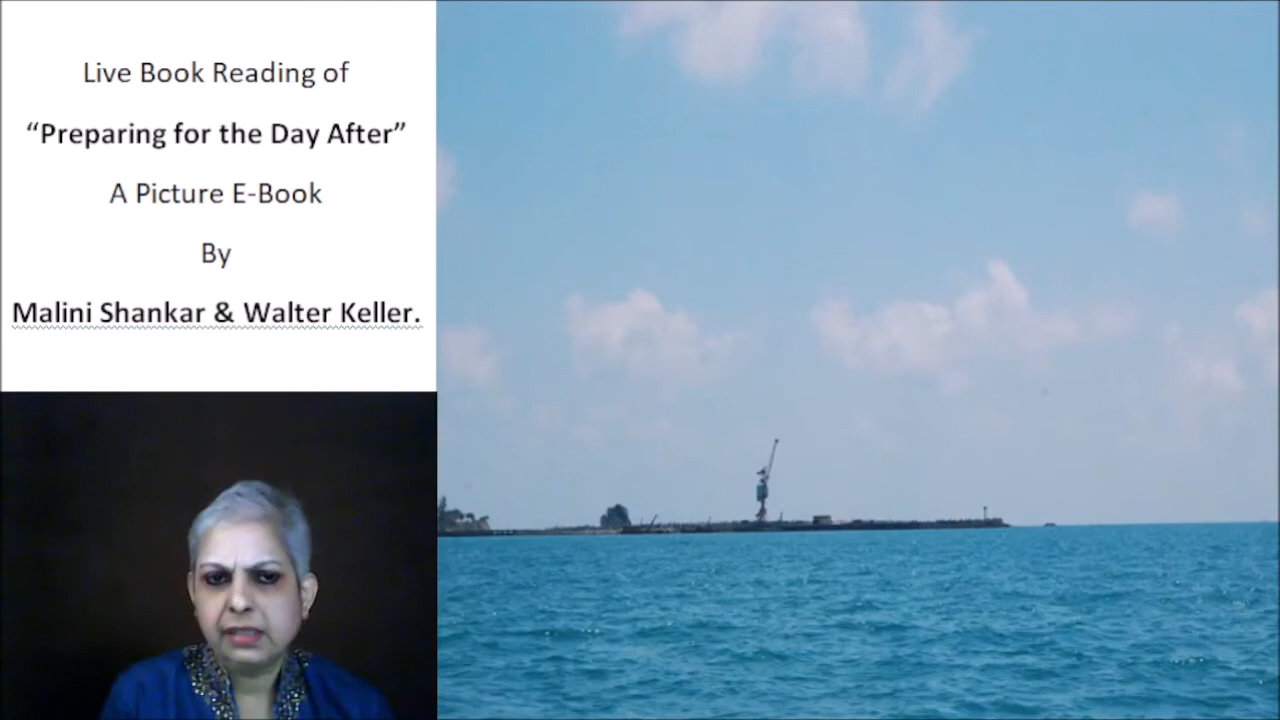 Live Book Reading of
“Preparing for the Day After”
A Picture E-Book
By
Malini Shankar & Walter Keller.